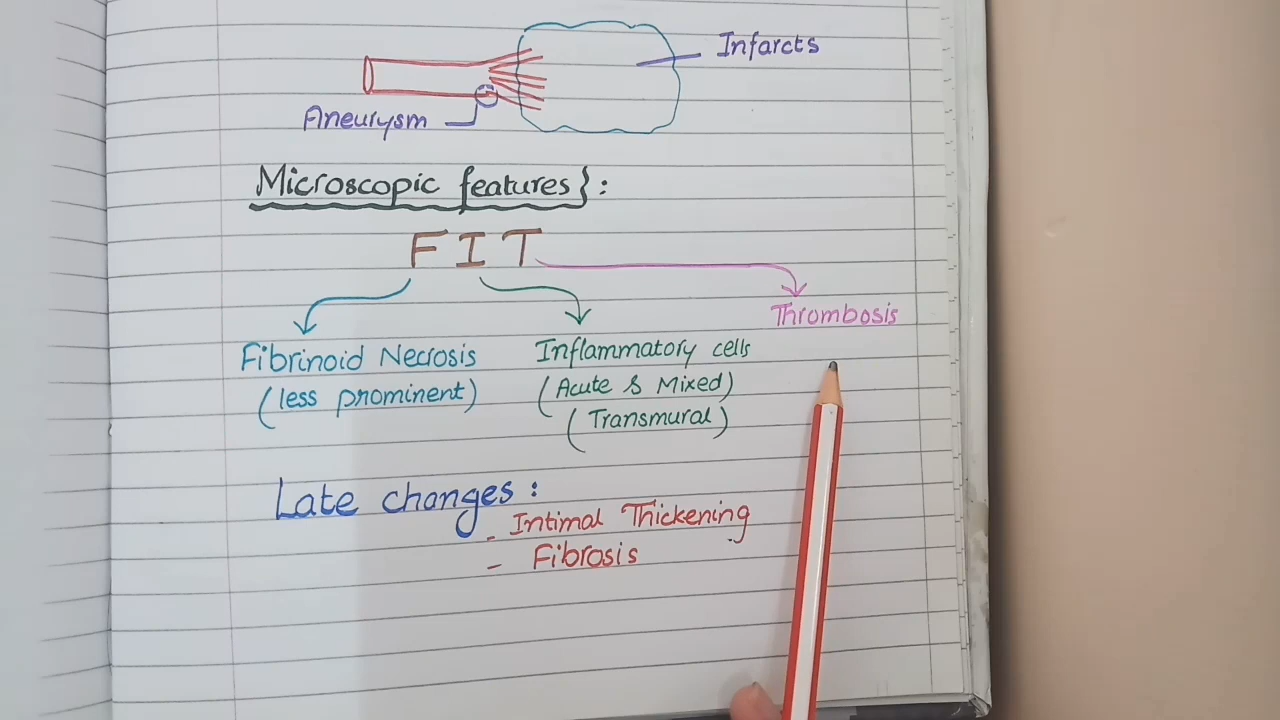 Infarcts
Aneurysm
Microscopic features} :
F I T
Thrombosis
Fibrinoid Necrosis
(less prominent)
Inflammatory cells
(Acute & Mixed)
(Transmural)
Late changes :
- Intimal Thickening
- Fibrosis